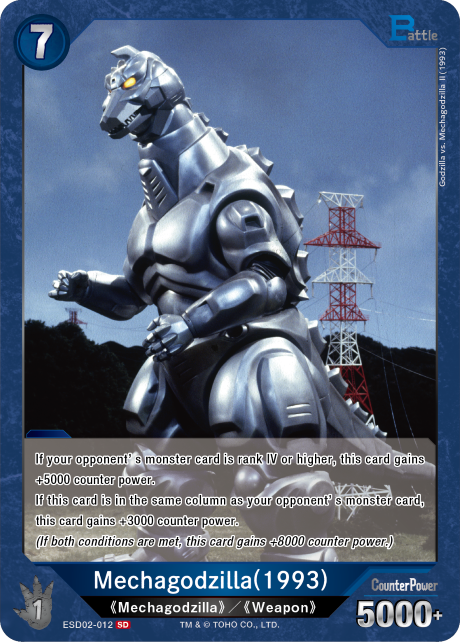 7
Battle
Godzilla vs. Mechagodzilla II (1993)
If your opponent's monster card is rank IV or higher, this card gains
+5000 counter power.
If this card is in the same column as your opponent's monster card,
this card gains +3000 counter power.
(If both conditions are met, this card gains +8000 counter power.)
Mechagodzilla(1993)
CounterPower
1
《Mechagodzilla》／《Weapon》
5000+
ESD02-012 SD
TM & © TOHO CO., LTD.